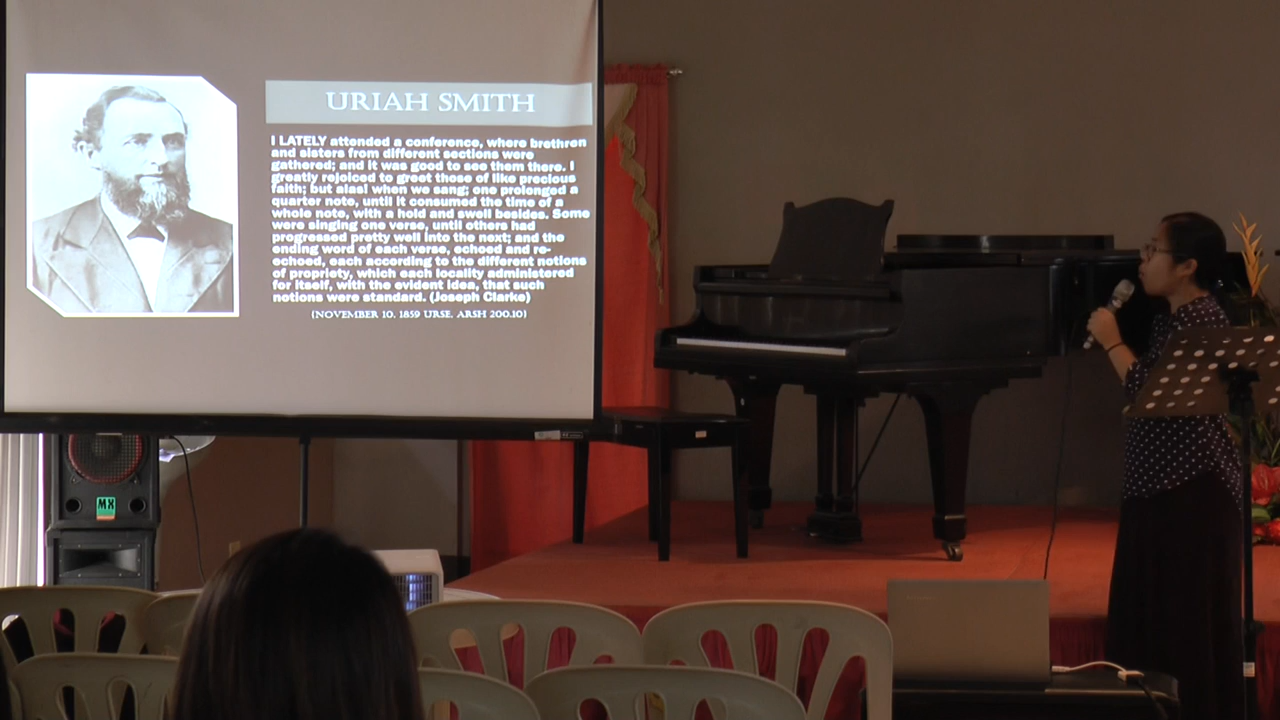 URIAH SMITH
I LATELY attended a conference, where brethren
and sisters from different sections were
gathered; and it was good to see them there. I
greatly rejoiced to greet those of like precious
faith; but alas! when we sang; one prolonged a
quarter note, until it consumed the time of a
whole note, with a hold and swell besides. Some
were singing one verse, until others had
progressed pretty well into the next; and the
ending word of each verse, echoed and re-
echoed, each according to the different notions
of propriety, which each locality administered
for itself, with the evident idea, that such
notions were standard. (Joseph Clarke)
{NOVEMBER 10, 1859 URSE, ARSH 200.10}
MX